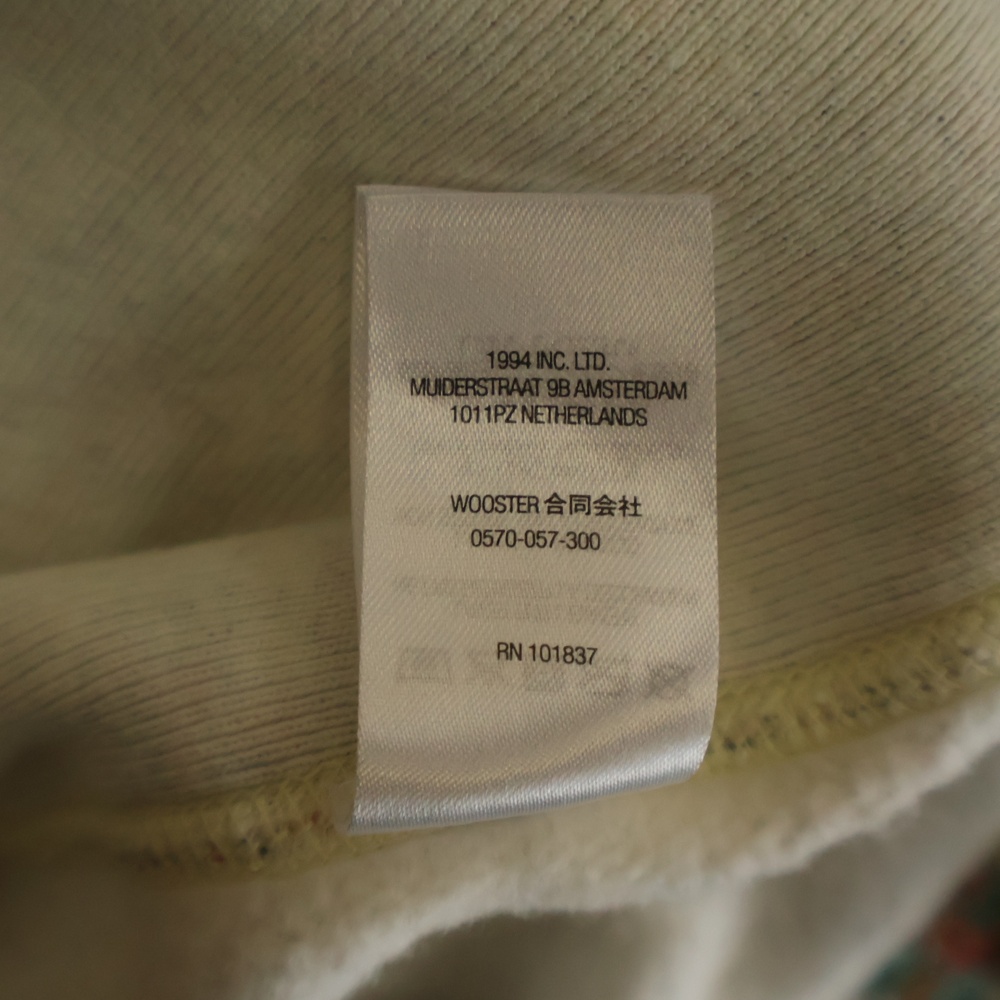 1994 INC. LTD.
MUIDERSTRAAT 9B AMSTERDAM
1011PZ NETHERLANDS
WOOSTER 合同会社
0570-057-300
RN 101837